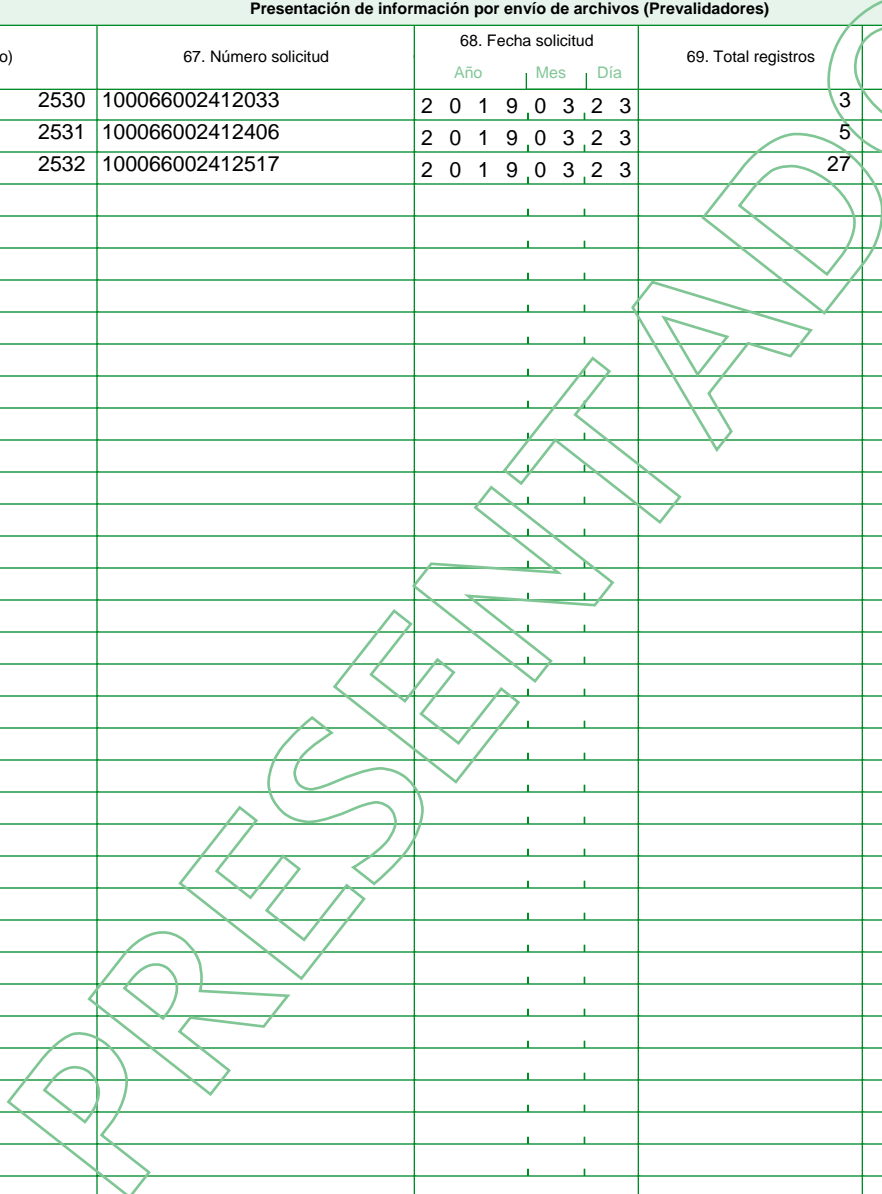 Presentación de información por envío de archivos (Prevalidadores)
o) 67. Número solicitud 68. Fecha solicitud 69. Total registros
Año Mes Día
2530 100066002412033 2 0 1 9 0 3 2 3 3
2531 100066002412406 2 0 1 9 0 3 2 3 5
2532 100066002412517 2 0 1 9 0 3 2 3 27
PRESENTADO